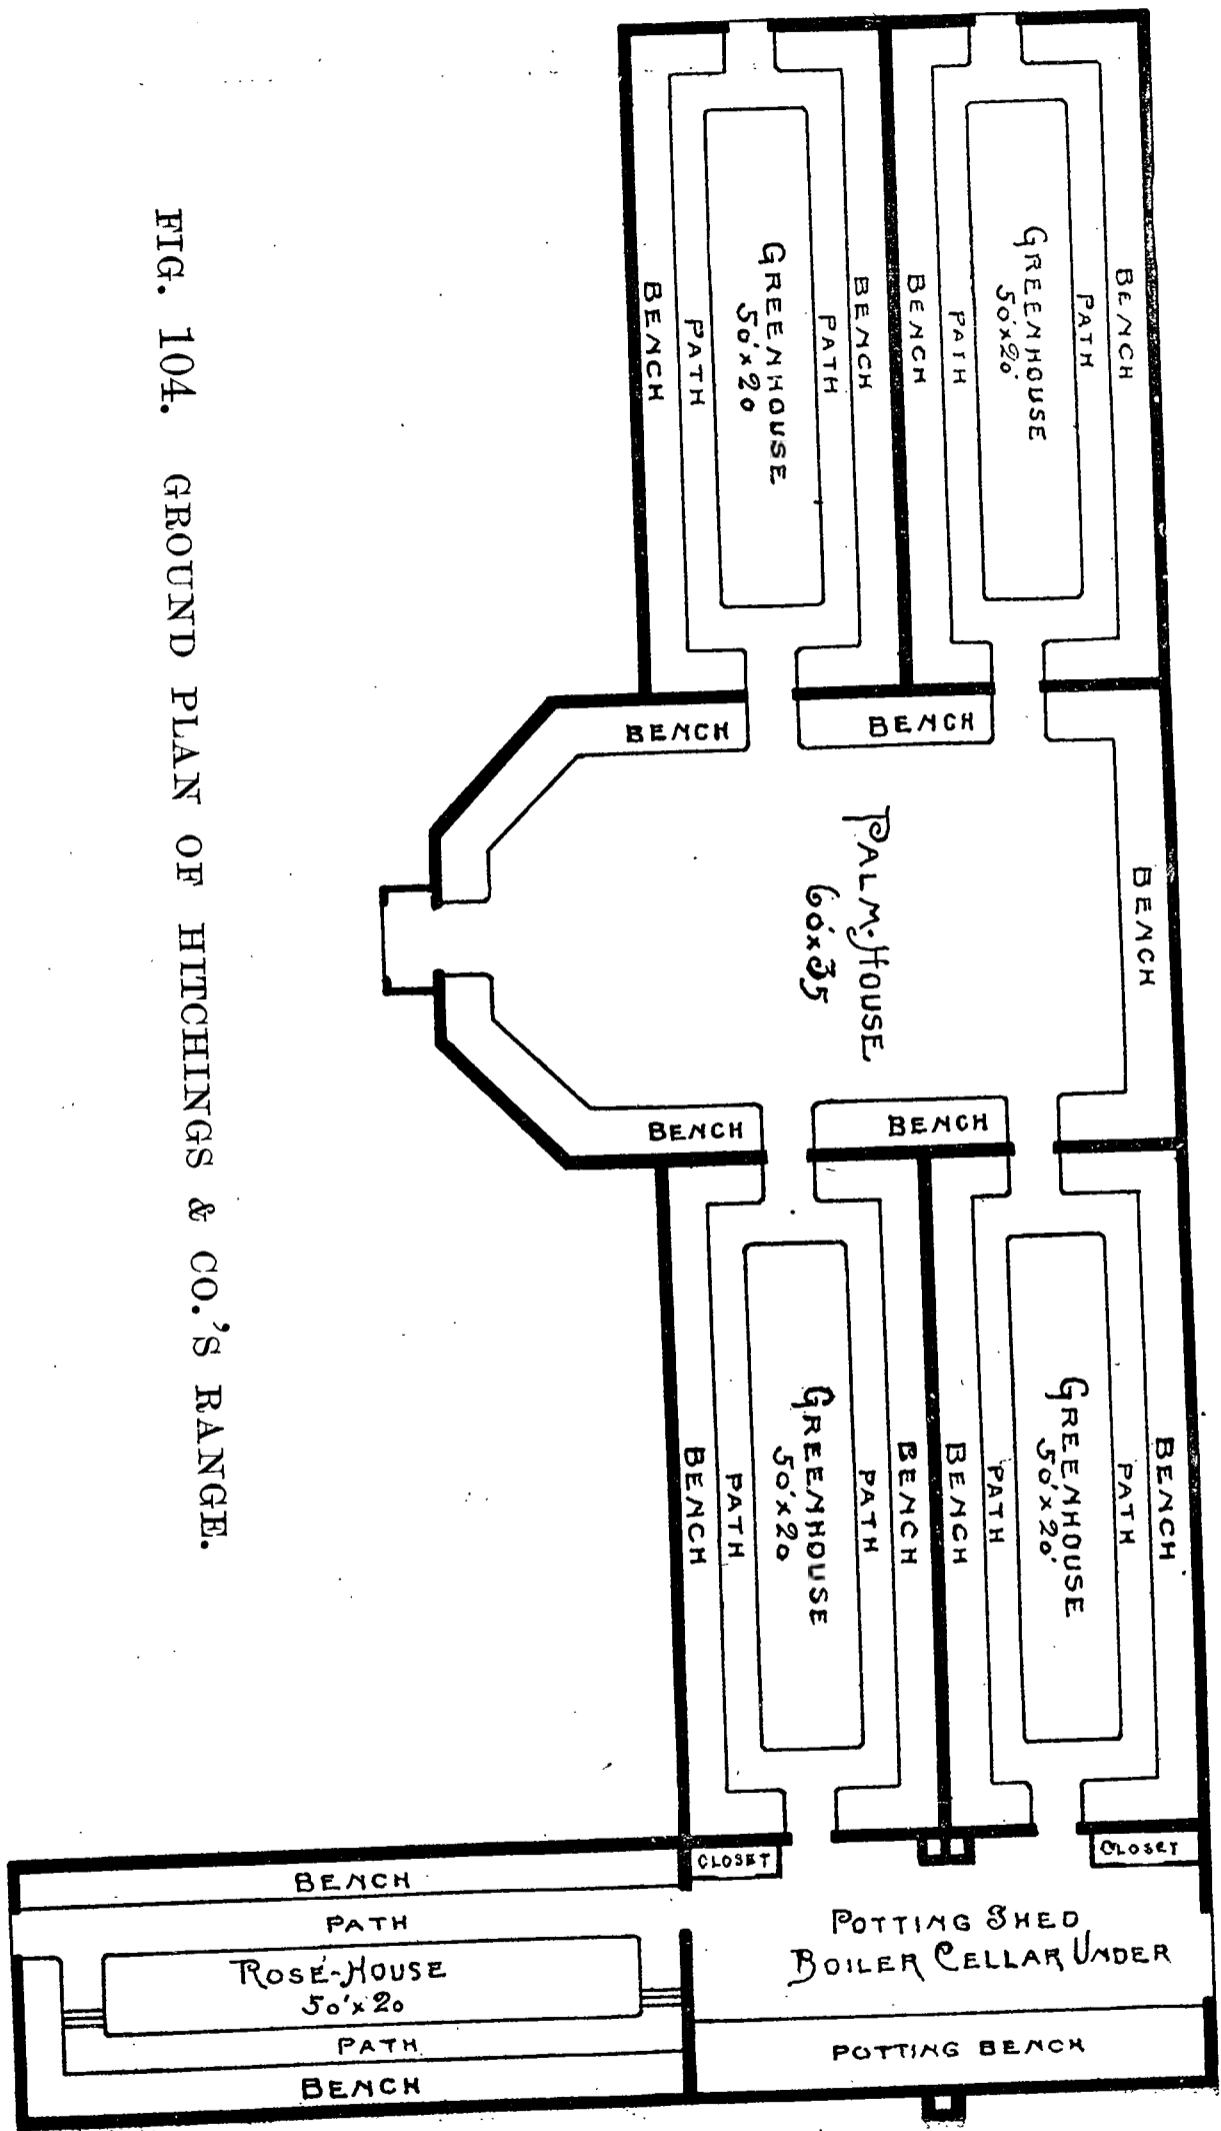 BENCH
PATH
GREENHOUSE
50'x20'
PATH
BENCH
BENCH
PATH
GREENHOUSE
50'x20
PATH
BENCH
BENCH
BENCH
BENCH
PALM-HOUSE
60'x35
BENCH
BENCH
BENCH
PATH
GREENHOUSE
50'x20'
PATH
BENCH
BENCH
PATH
GREENHOUSE
50'x20
PATH
BENCH
CLOSET
CLOSET
POTTING SHED
BOILER CELLAR UNDER
POTTING BENCH
BENCH
PATH
ROSE-HOUSE
50'x20
PATH
BENCH
FIG. 104. GROUND PLAN OF HITCHINGS & CO.'S RANGE.